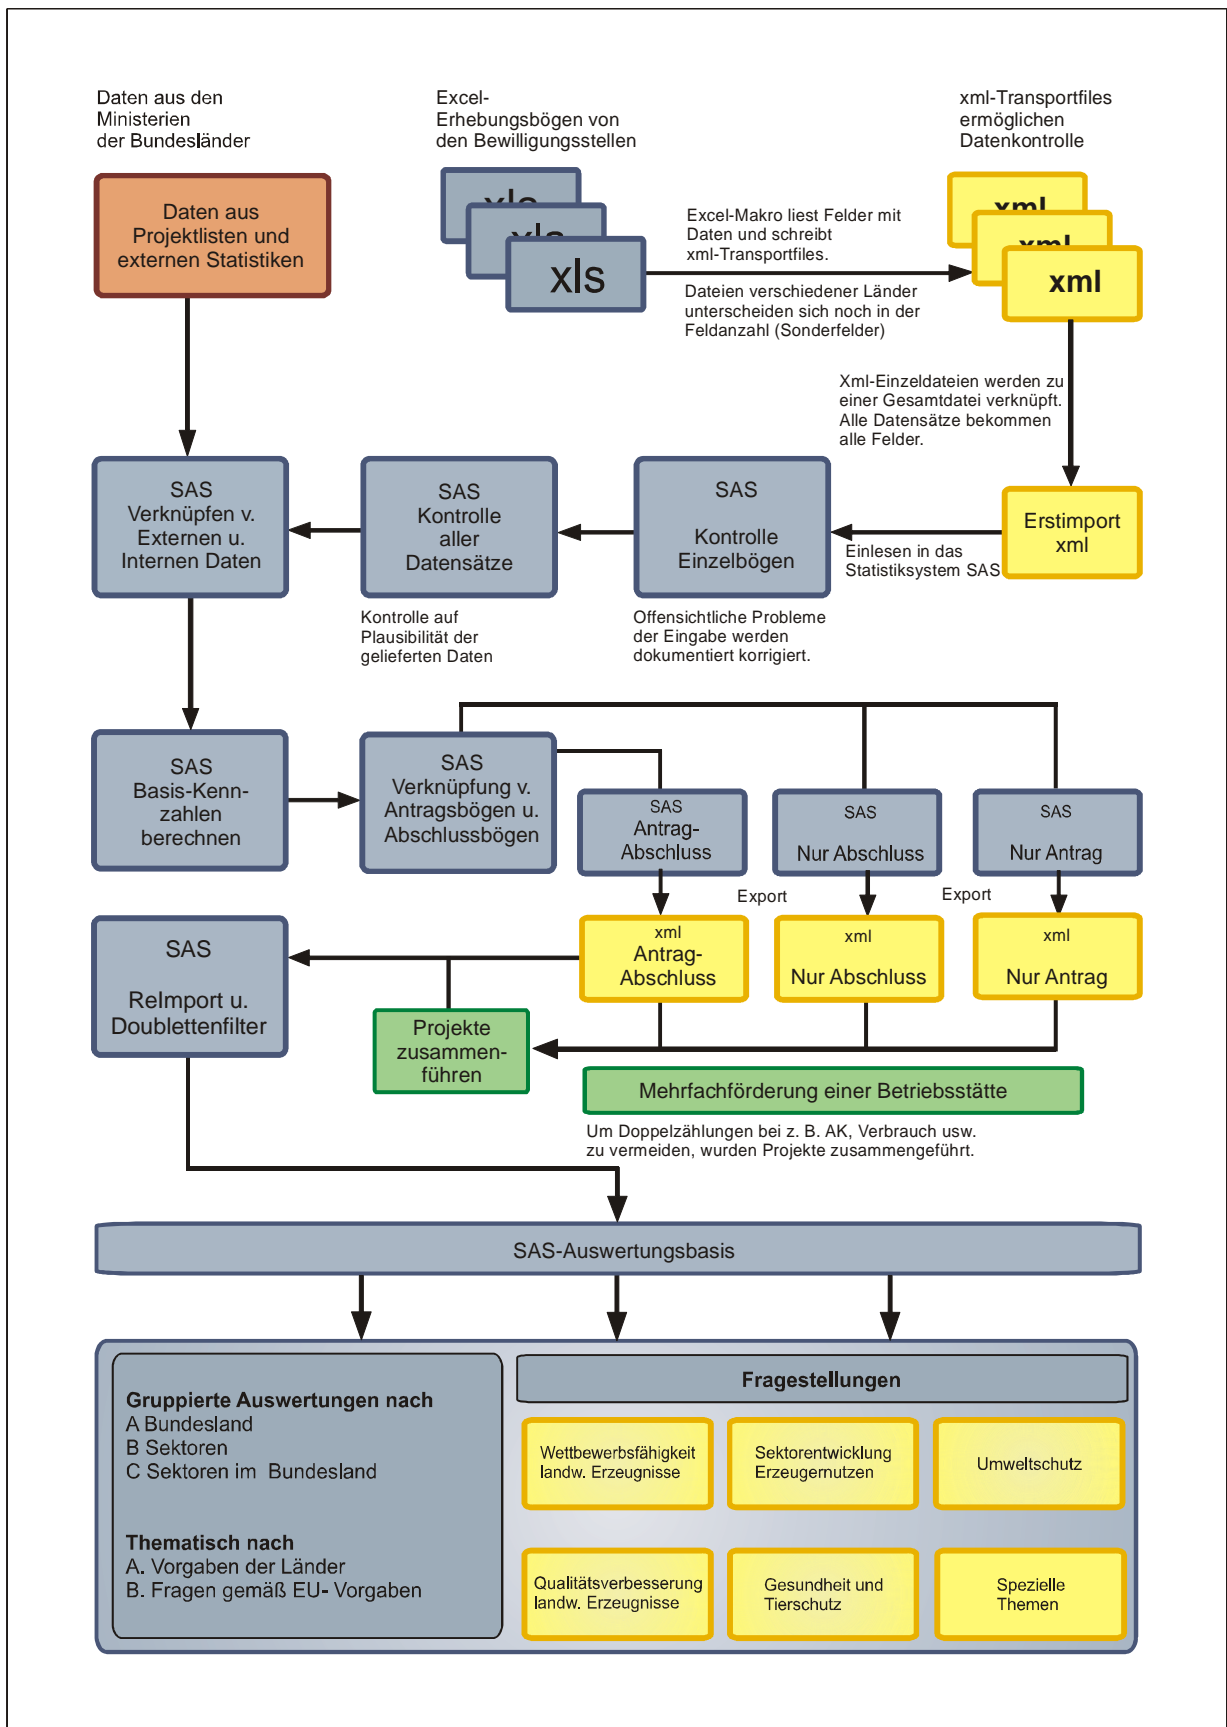 Daten aus den
Ministerien
der Bundesländer
Excel-
Erhebungsbögen von
den Bewilligungsstellen
xml-Transportfiles
ermöglichen
Datenkontrolle
Daten aus
Projektlisten und
externen Statistiken
xls
xls
xls
Excel-Makro liest Felder mit
Daten und schreibt
xml-Transportfiles.
Dateien verschiedener Länder
unterscheiden sich noch in der
Feldanzahl (Sonderfelder)
xml
xml
xml
Xml-Einzeldateien werden zu
einer Gesamtdatei verknüpft.
Alle Datensätze bekommen
alle Felder.
SAS
Verknüpfen v.
Externen u.
Internen Daten
SAS
Kontrolle
aller
Datensätze
SAS
Kontrolle
Einzelbögen
Erstimport
xml
Einlesen in das
Statistiksystem SAS
Kontrolle auf
Plausibilität der
gelieferten Daten
Offensichtliche Probleme
der Eingabe werden
dokumentiert korrigiert.
SAS
Basis-Kenn-
zahlen
berechnen
SAS
Verknüpfung v.
Antragsbögen u.
Abschlussbögen
SAS
Antrag-
Abschluss
SAS
Nur Abschluss
SAS
Nur Antrag
Export
Export
SAS
ReImport u.
Doublettenfilter
xml
Antrag-
Abschluss
xml
Nur Abschluss
xml
Nur Antrag
Projekte
zusammen-
führen
Mehrfachförderung einer Betriebsstätte
Um Doppelzählungen bei z. B. AK, Verbrauch usw.
zu vermeiden, wurden Projekte zusammengeführt.
SAS-Auswertungsbasis
Gruppierte Auswertungen nach
A Bundesland
B Sektoren
C Sektoren im Bundesland
Thematisch nach
A. Vorgaben der Länder
B. Fragen gemäß EU- Vorgaben
Fragestellungen
Wettbewerbsfähigkeit
landw. Erzeugnisse
Sektorentwicklung
Erzeugernutzen
Umweltschutz
Qualitätsverbesserung
landw. Erzeugnisse
Gesundheit und
Tierschutz
Spezielle
Themen